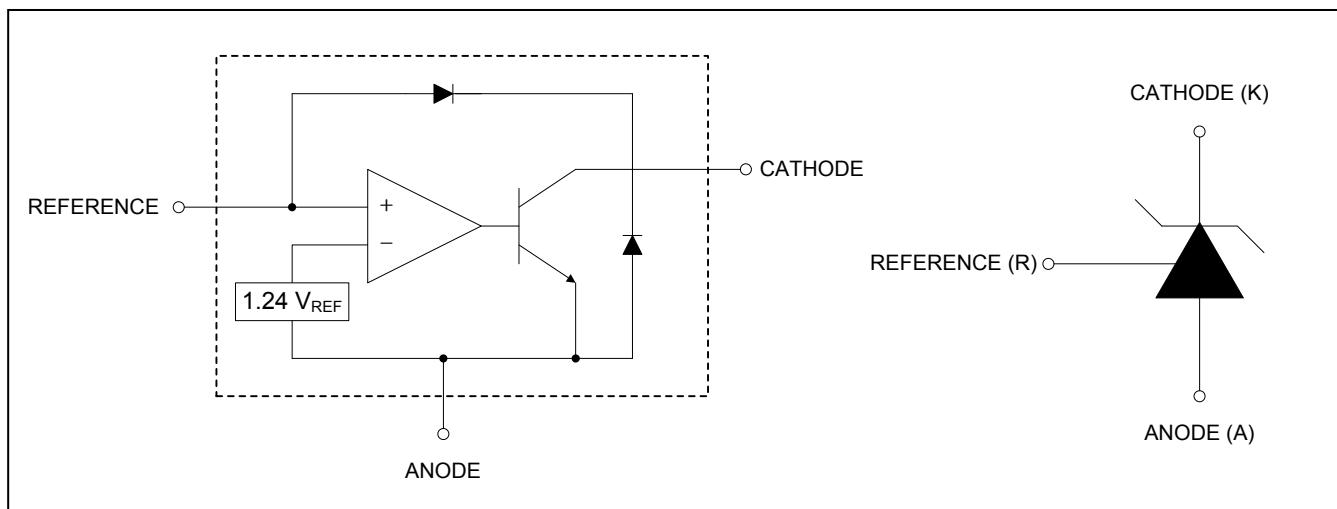 REFERENCE
+
−
1.24 VREF
CATHODE
ANODE
CATHODE (K)
REFERENCE (R)
ANODE (A)